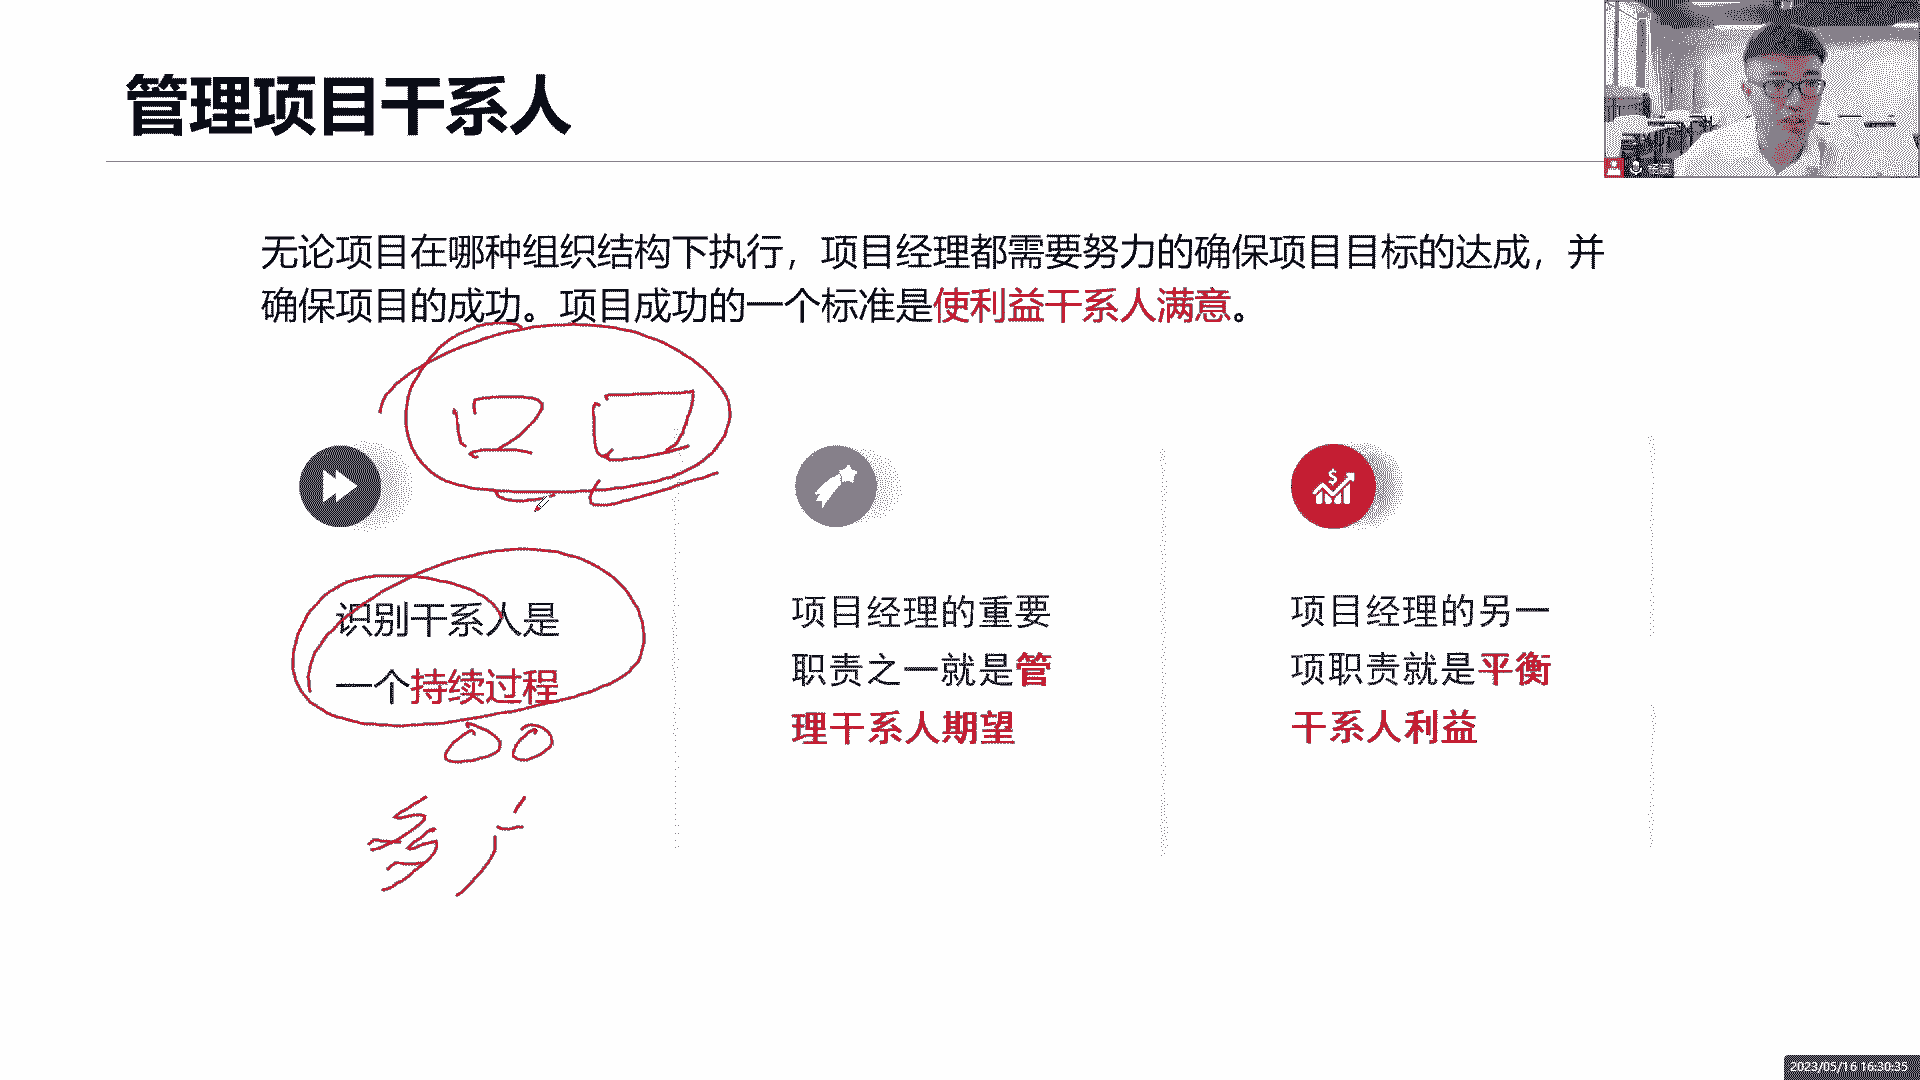 管理项目干系人
无论项目在哪种组织结构下执行，项目经理都需要努力的确保项目目标的达成，并
确保项目的成功。项目成功的一个标准是使利益干系人满意。
识别干系人是
一个持续过程
项目经理的重要
职责之一就是管
理干系人期望
项目经理的另一
项职责就是平衡
干系人利益
多
2023/05/16 16:30:35